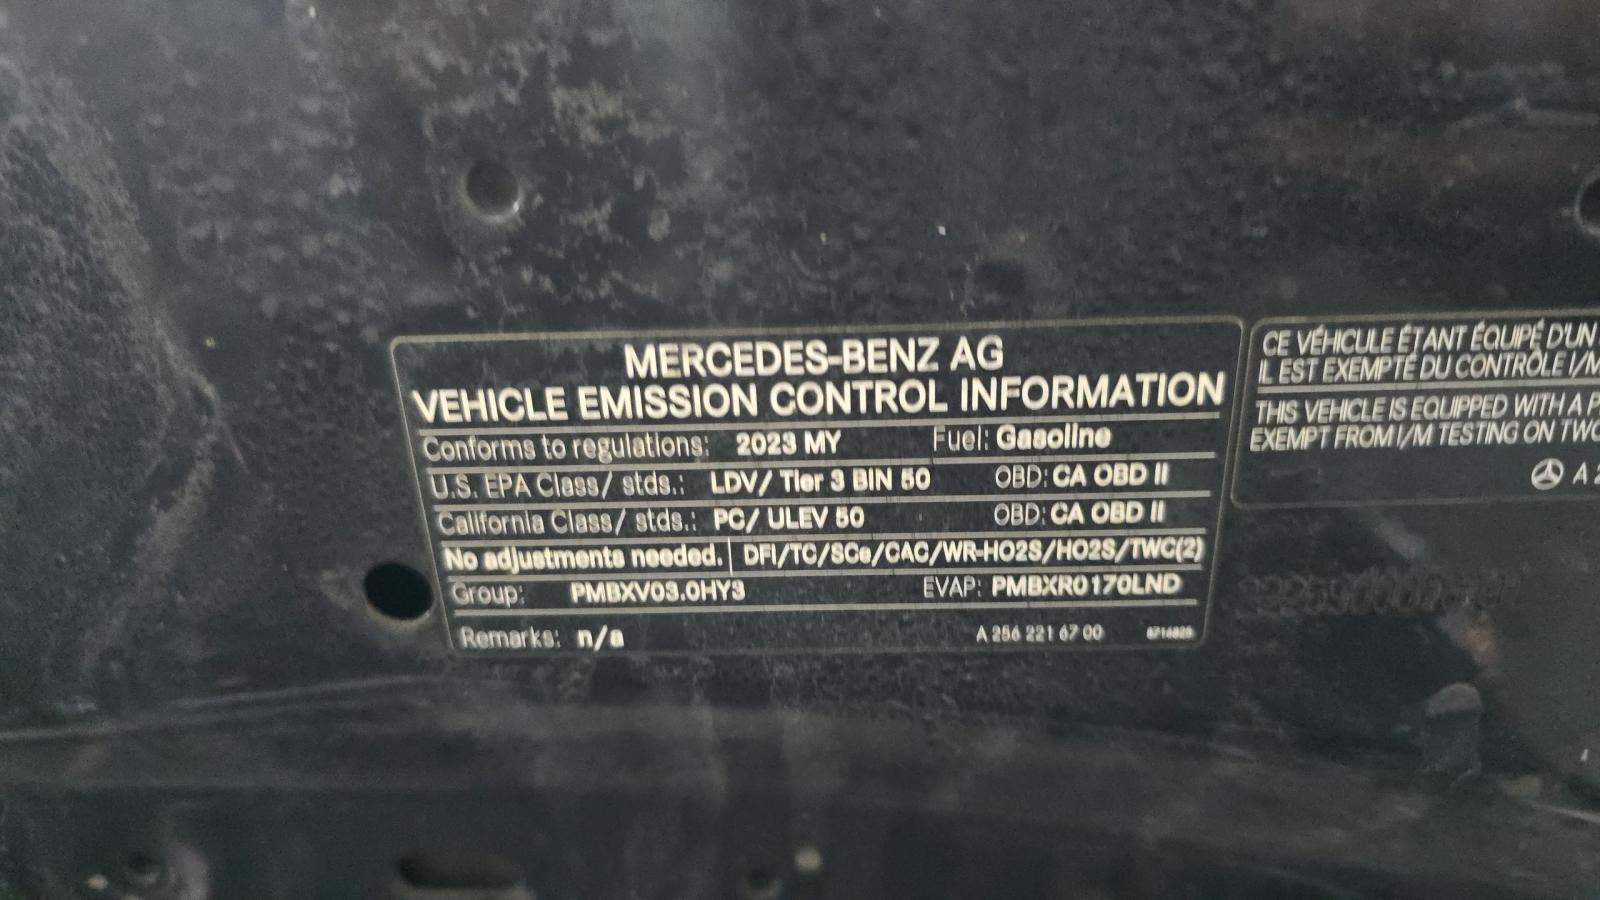 MERCEDES-BENZ AG
VEHICLE EMISSION CONTROL INFORMATION
Conforms to regulations: 2023 MY Fuel: Gasoline
U.S. EPA Class/ stds.: LDV/ Tier 3 BIN 50 OBD: CA OBD II
California Class/ stds.: PC/ ULEV 50 OBD: CA OBD II
No adjustments needed. DFI/TC/SCe/CAC/WR-HO2S/HO2S/TWC(2)
Group: PMBXV03.0HY3 EVAP: PMBXR0170LND
Remarks: n/a A 256 221 67 00
CE VÉHICULE ÉTANT ÉQUIPÉ D'UN
IL EST EXEMPTÉ DU CONTRÔLE I/M
THIS VEHICLE IS EQUIPPED WITH A P
EXEMPT FROM I/M TESTING ON TWO
A 2